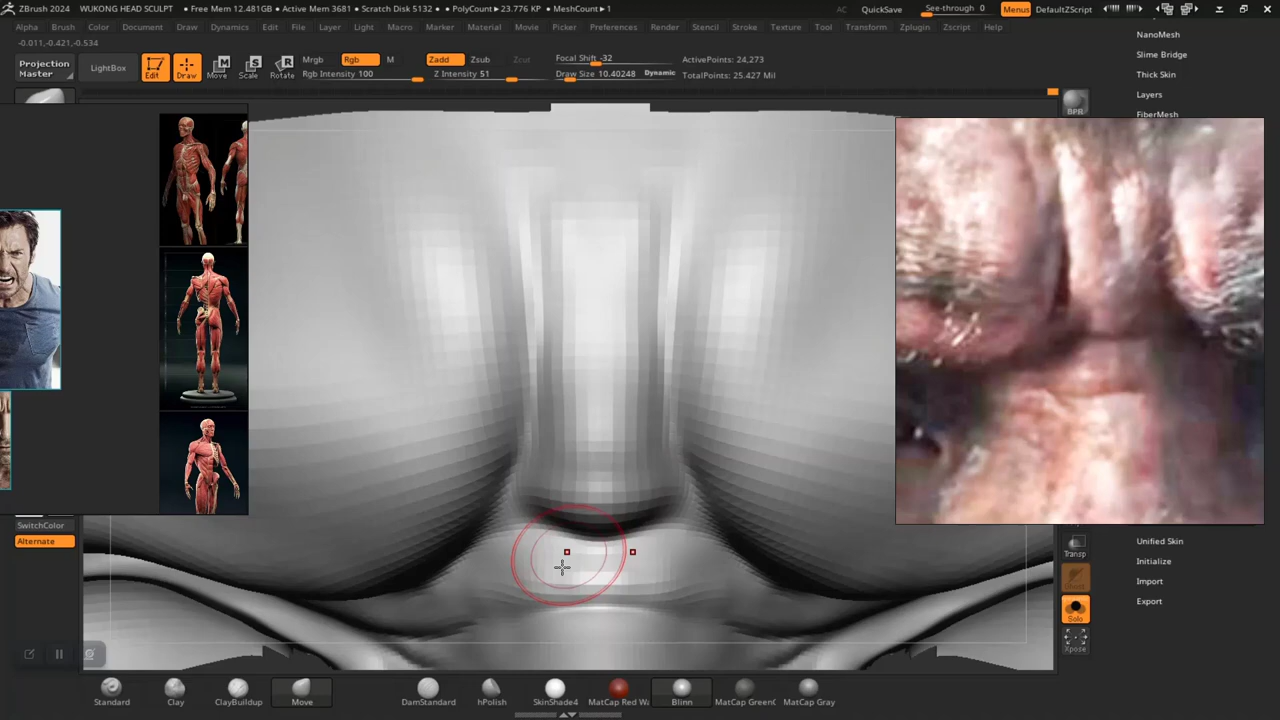 ZBrush 2024 WUKONG HEAD SCULPT • Free Mem 12.481GB • Active Mem 3681 • Scratch Disk 5132 • PolyCount▸23.776 KP • MeshCount▸1 AC QuickSave See-through 0 Menus DefaultZScript
Alpha Brush Color Document Draw Dynamics Edit File Layer Light Macro Marker Material Movie Picker Preferences Render Stencil Stroke Texture Tool Transform Zplugin Zscript Help
-0.011,-0.421,-0.534
Projection Master
LightBox
Edit
Draw
Move
Scale
Rotate
Mrgb Rgb M
Rgb Intensity 100
Zadd Zsub Zcut
Z Intensity 51
Focal Shift -32
Draw Size 10.40248 Dynamic
ActivePoints: 24,273
TotalPoints: 25.427 Mil
NanoMesh
Slime Bridge
Thick Skin
Layers
FiberMesh
BPR
SwitchColor
Alternate
Unified Skin
Initialize
Import
Export
Transp
Ghost
Solo
Xpose
Standard Clay ClayBuildup Move DamStandard hPolish SkinShade4 MatCap Red Wa Blinn MatCap GreenC MatCap Gray